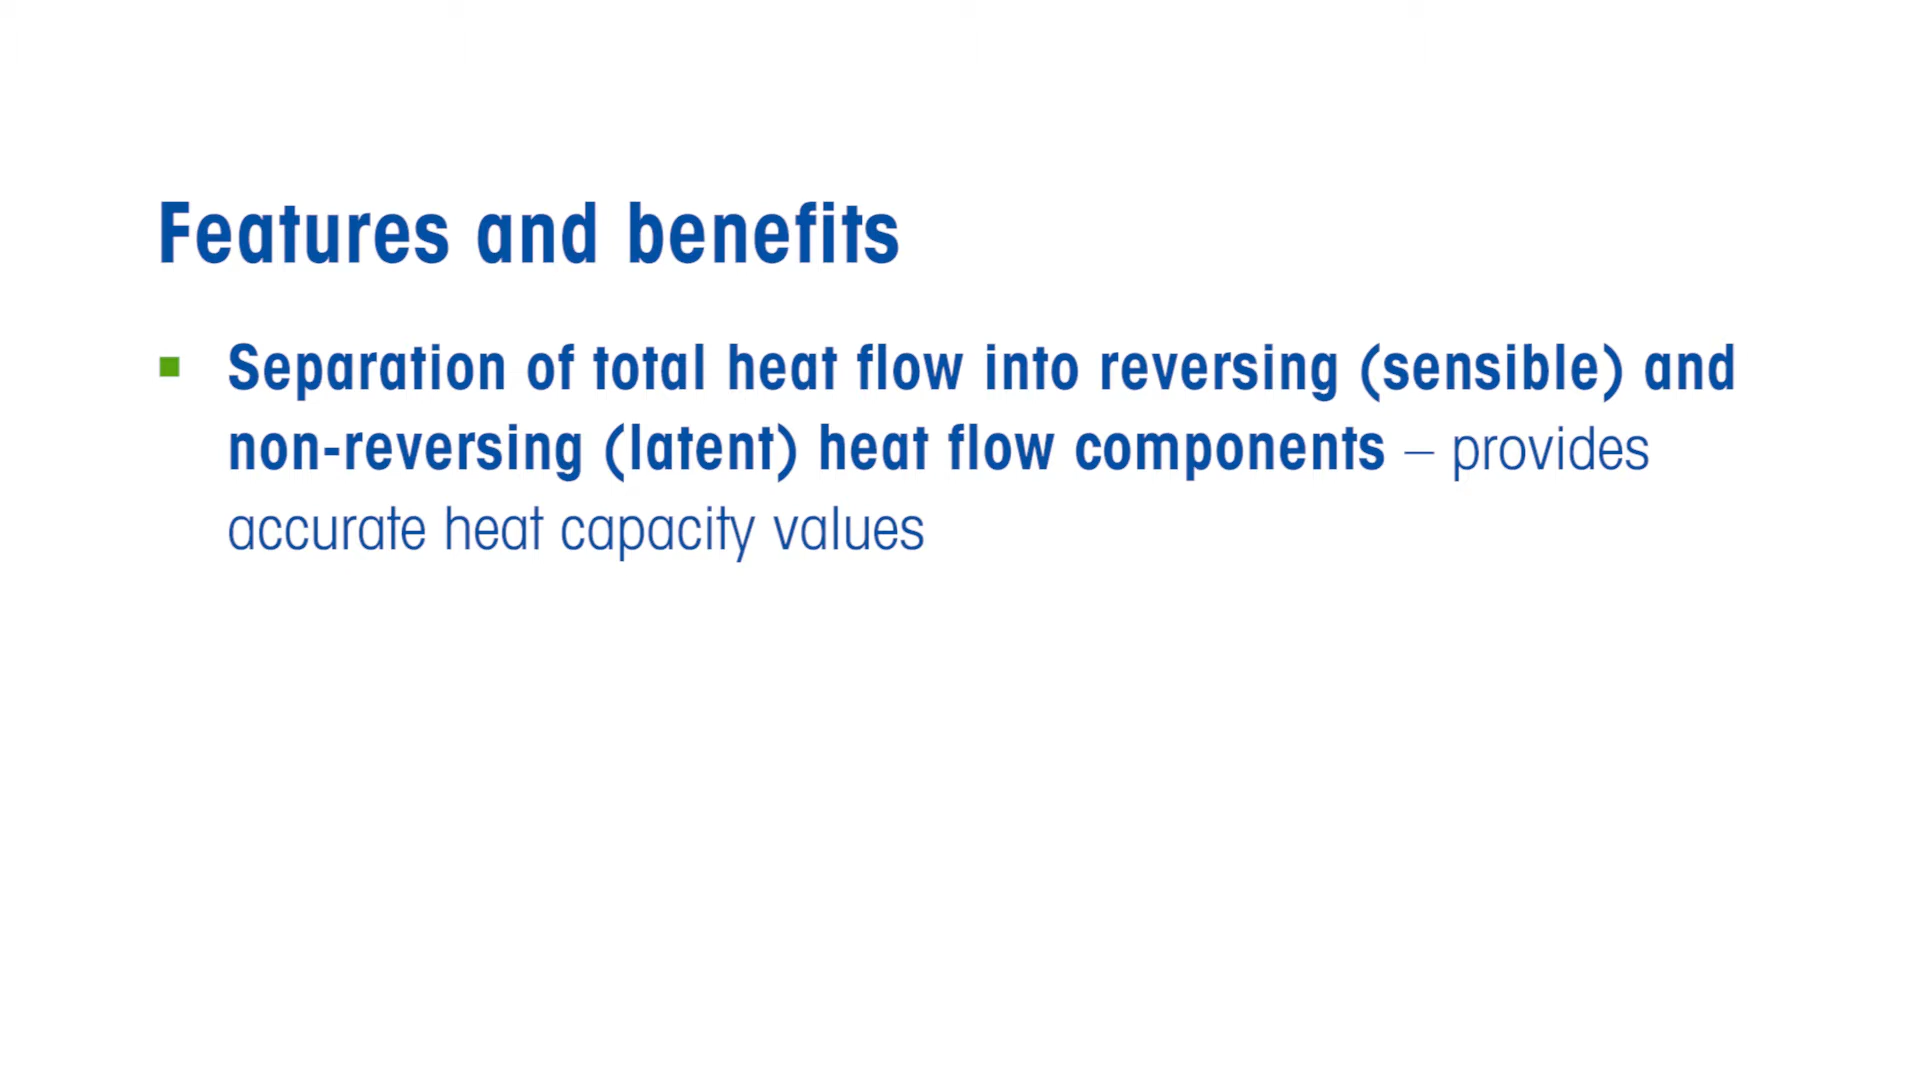 Features and benefits
Separation of total heat flow into reversing (sensible) and
non-reversing (latent) heat flow components – provides
accurate heat capacity values